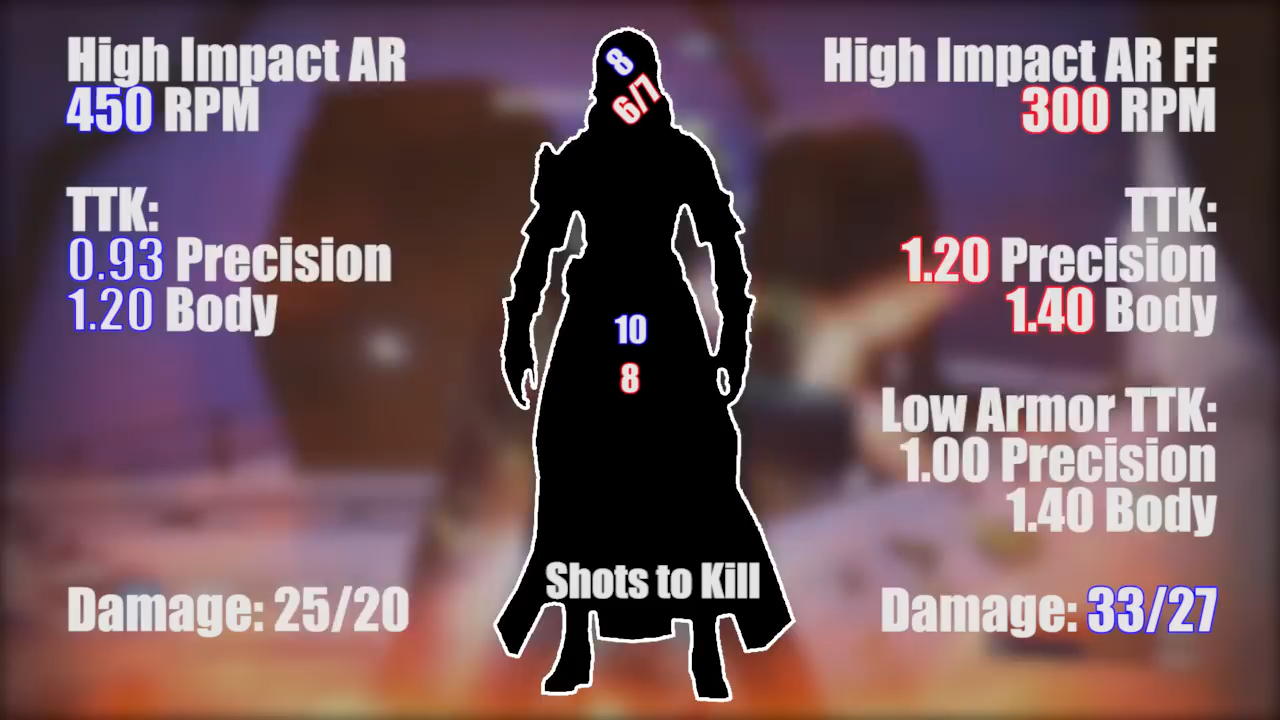 High Impact AR
450 RPM
TTK:
0.93 Precision
1.20 Body
Damage: 25/20
8
6/7
10
8
Shots to Kill
High Impact AR FF
300 RPM
TTK:
1.20 Precision
1.40 Body
Low Armor TTK:
1.00 Precision
1.40 Body
Damage: 33/27